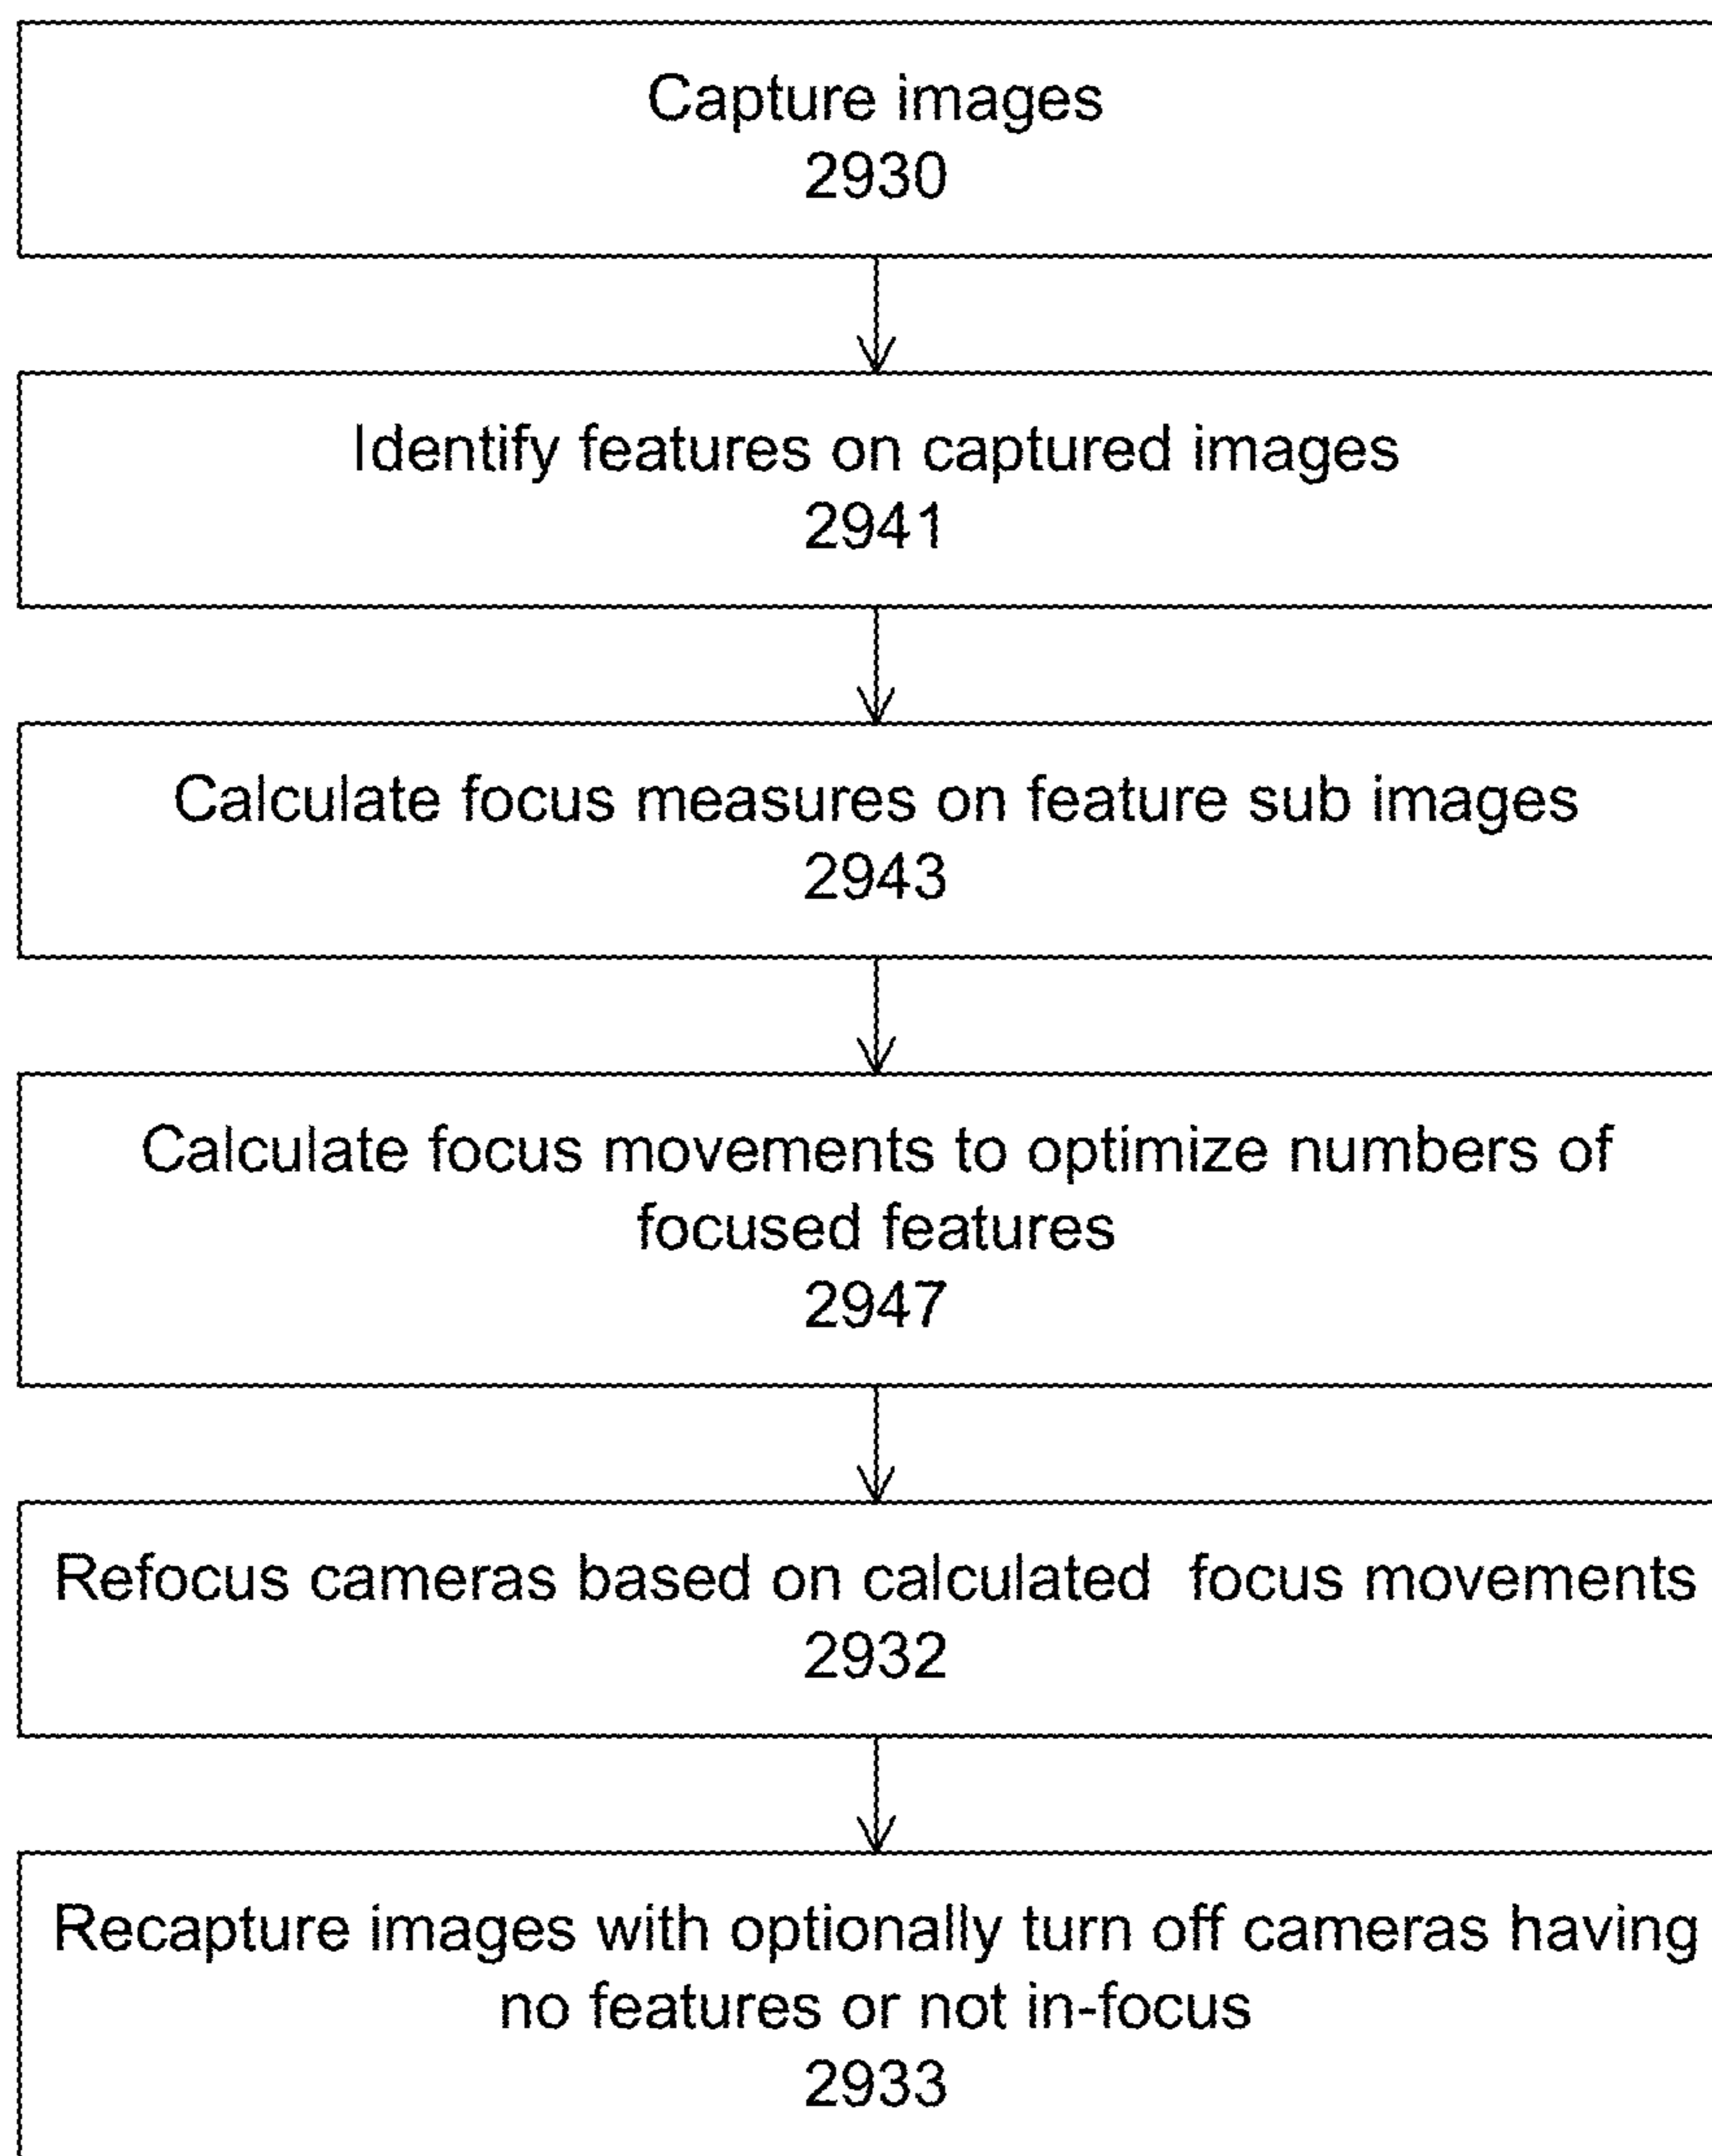 Capture images
2930
Identify features on captured images
2941
Calculate focus measures on feature sub images
2943
Calculate focus movements to optimize numbers of
focused features
2947
Refocus cameras based on calculated  focus movements
2932
Recapture images with optionally turn off cameras having
no features or not in-focus
2933